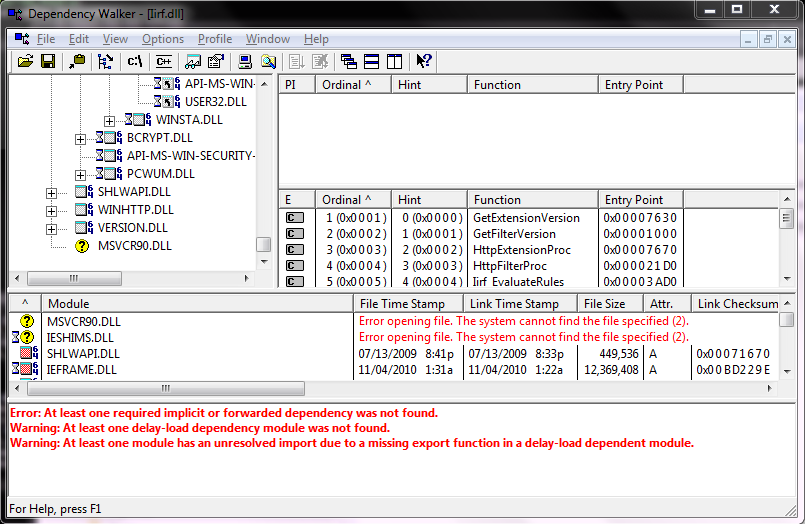 Dependency Walker - [Iirf.dll]
File Edit View Options Profile Window Help
C:\ C++
API-MS-WIN-
USER32.DLL
WINSTA.DLL
BCRYPT.DLL
API-MS-WIN-SECURITY-
PCWUM.DLL
SHLWAPI.DLL
WINHTTP.DLL
VERSION.DLL
MSVCR90.DLL
PI Ordinal ^ Hint Function Entry Point
E Ordinal ^ Hint Function Entry Point
C 1 (0x0001) 0 (0x0000) GetExtensionVersion 0x00007630
C 2 (0x0002) 1 (0x0001) GetFilterVersion 0x00001000
C 3 (0x0003) 2 (0x0002) HttpExtensionProc 0x00007670
C 4 (0x0004) 3 (0x0003) HttpFilterProc 0x000021D0
C 5 (0x0005) 4 (0x0004) Iirf_EvaluateRules 0x00003AD0
^ Module File Time Stamp Link Time Stamp File Size Attr. Link Checksum
MSVCR90.DLL Error opening file. The system cannot find the file specified (2).
IESHIMS.DLL Error opening file. The system cannot find the file specified (2).
SHLWAPI.DLL 07/13/2009 8:41p 07/13/2009 8:33p 449,536 A 0x00071670
IEFRAME.DLL 11/04/2010 1:31a 11/04/2010 1:22a 12,369,408 A 0x00BD229E
Error: At least one required implicit or forwarded dependency was not found.
Warning: At least one delay-load dependency module was not found.
Warning: At least one module has an unresolved import due to a missing export function in a delay-load dependent module.
For Help, press F1